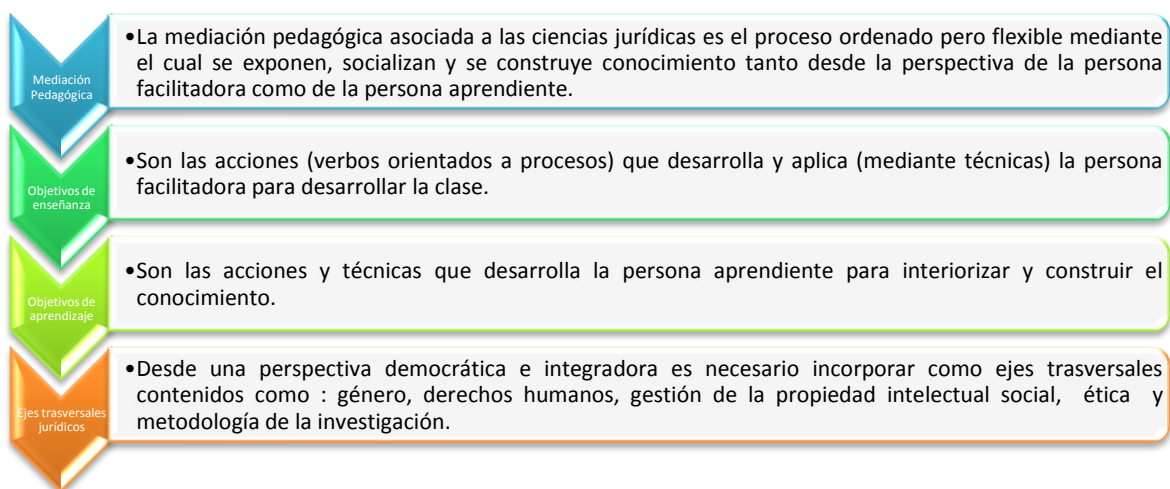 Mediación
Pedagógica
•La mediación pedagógica asociada a las ciencias jurídicas es el proceso ordenado pero flexible mediante
el cual se exponen, socializan y se construye conocimiento tanto desde la perspectiva de la persona
facilitadora como de la persona aprendiente.
Objetivos de
enseñanza
•Son las acciones (verbos orientados a procesos) que desarrolla y aplica (mediante técnicas) la persona
facilitadora para desarrollar la clase.
Objetivos de
aprendizaje
•Son las acciones y técnicas que desarrolla la persona aprendiente para interiorizar y construir el
conocimiento.
Ejes trasversales
jurídicos
•Desde una perspectiva democrática e integradora es necesario incorporar como ejes trasversales
contenidos como : género, derechos humanos, gestión de la propiedad intelectual social, ética y
metodología de la investigación.